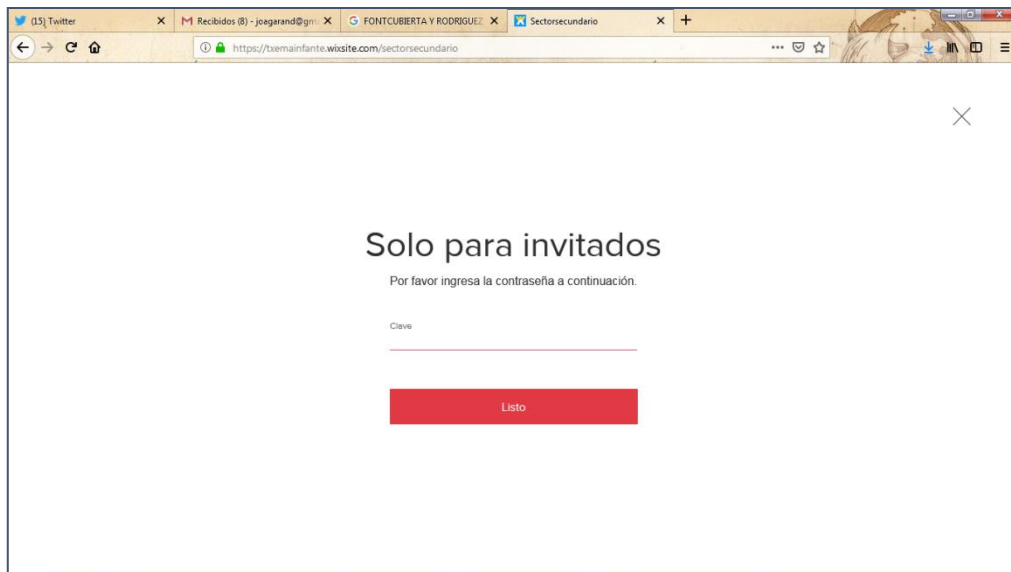 (15) Twitter
Recibidos (8) - joagarand@gm
FONTCUBIERTA Y RODRIGUEZ
Sectorsecundario
https://txemainfante.wixsite.com/sectorsecundario
Solo para invitados
Por favor ingresa la contraseña a continuación.
Clave
Listo